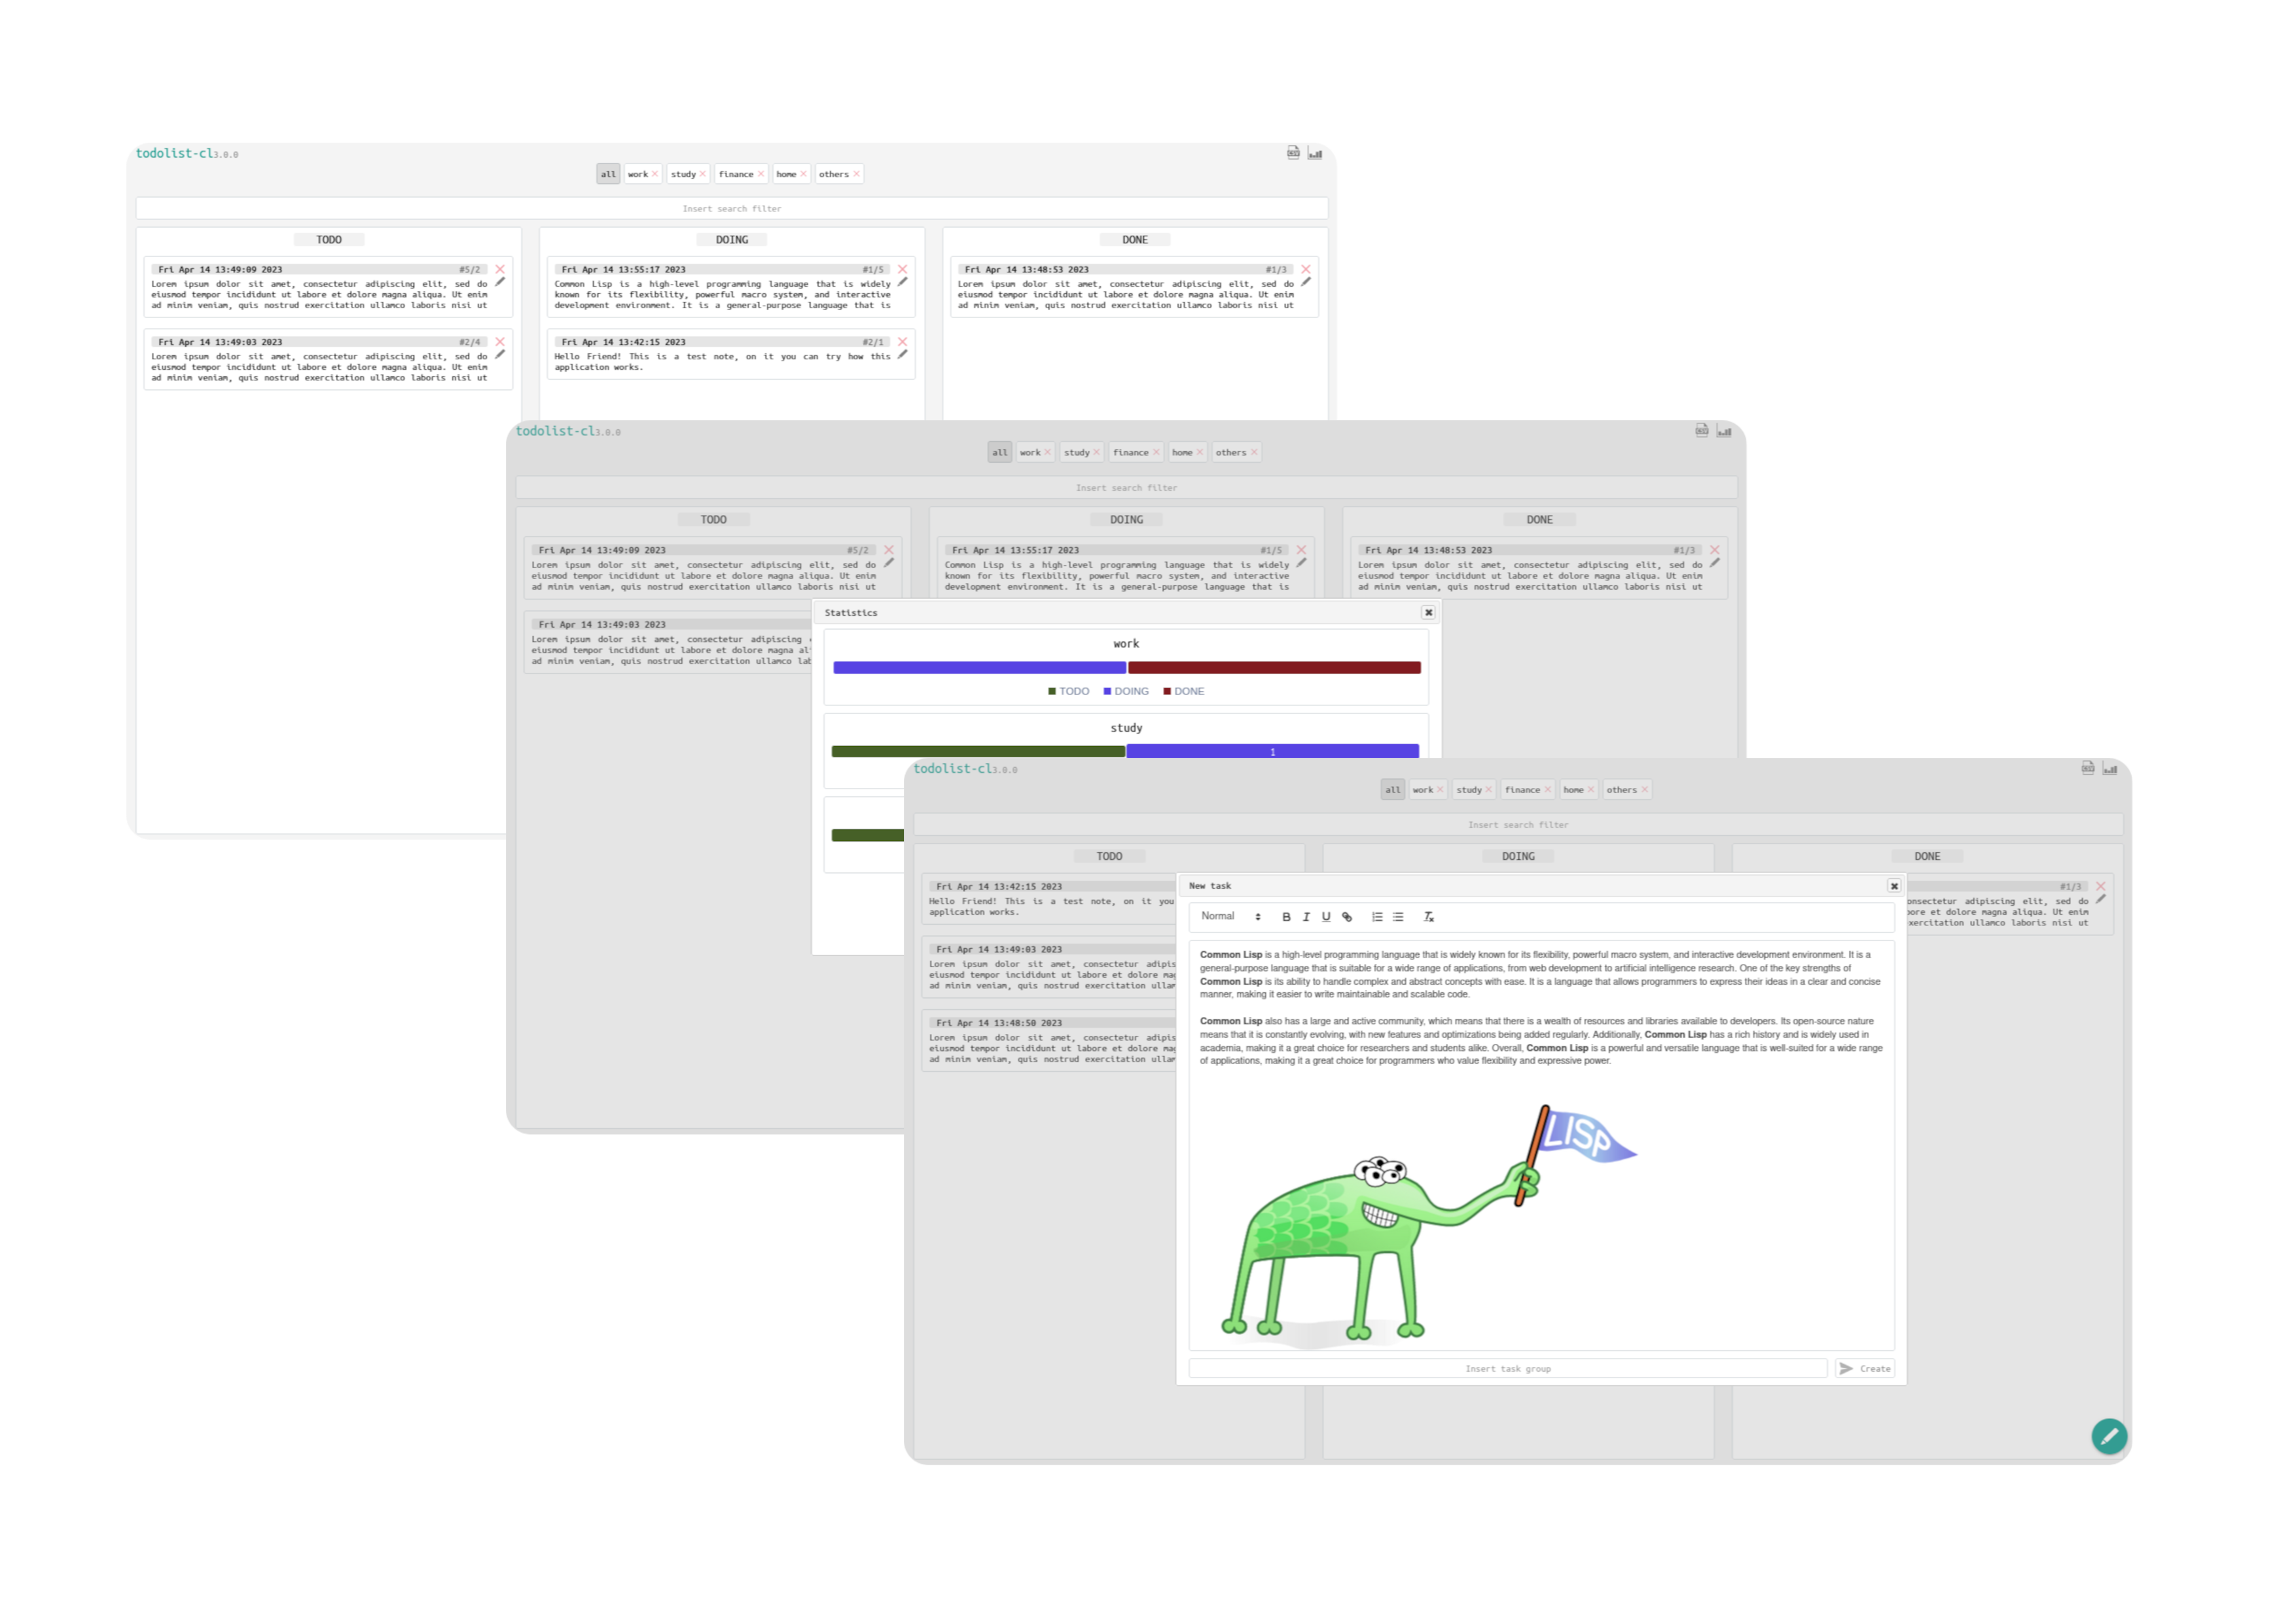 todolist-cl3.0.0
CSV
all work study finance home others
Insert search filter
TODO
Fri Apr 14 13:49:09 2023 #5/2
Lorem ipsum dolor sit amet, consectetur adipiscing elit, sed do
eiusmod tempor incididunt ut labore et dolore magna aliqua. Ut enim
ad minim veniam, quis nostrud exercitation ullamco laboris nisi ut
Fri Apr 14 13:49:03 2023 #2/4
Lorem ipsum dolor sit amet, consectetur adipiscing elit, sed do
eiusmod tempor incididunt ut labore et dolore magna aliqua. Ut enim
ad minim veniam, quis nostrud exercitation ullamco laboris nisi ut
DOING
Fri Apr 14 13:55:17 2023 #1/5
Common Lisp is a high-level programming language that is widely
known for its flexibility, powerful macro system, and interactive
development environment. It is a general-purpose language that is
Fri Apr 14 13:42:15 2023 #2/1
Hello Friend! This is a test note, on it you can try how this
application works.
DONE
Fri Apr 14 13:48:53 2023 #1/3
Lorem ipsum dolor sit amet, consectetur adipiscing elit, sed do
eiusmod tempor incididunt ut labore et dolore magna aliqua. Ut enim
ad minim veniam, quis nostrud exercitation ullamco laboris nisi ut
todolist-cl3.0.0
CSV
all work study finance home others
Insert search filter
TODO
Fri Apr 14 13:49:09 2023 #5/2
Lorem ipsum dolor sit amet, consectetur adipiscing elit, sed do
eiusmod tempor incididunt ut labore et dolore magna aliqua. Ut enim
ad minim veniam, quis nostrud exercitation ullamco laboris nisi ut
Fri Apr 14 13:49:03 2023
Lorem ipsum dolor sit amet, consectetur adipiscing
eiusmod tempor incididunt ut labore et dolore magna al
ad minim veniam, quis nostrud exercitation ullamco lab
DOING
Fri Apr 14 13:55:17 2023 #1/5
Common Lisp is a high-level programming language that is widely
known for its flexibility, powerful macro system, and interactive
development environment. It is a general-purpose language that is
DONE
Fri Apr 14 13:48:53 2023 #1/3
Lorem ipsum dolor sit amet, consectetur adipiscing elit, sed do
eiusmod tempor incididunt ut labore et dolore magna aliqua. Ut enim
ad minim veniam, quis nostrud exercitation ullamco laboris nisi ut
Statistics
work
TODO DOING DONE
study
1
todolist-cl3.0.0
CSV
all work study finance home others
Insert search filter
TODO
Fri Apr 14 13:42:15 2023
Hello Friend! This is a test note, on it you
application works.
Fri Apr 14 13:49:03 2023
Lorem ipsum dolor sit amet, consectetur adipis
eiusmod tempor incididunt ut labore et dolore mag
ad minim veniam, quis nostrud exercitation ullam
Fri Apr 14 13:48:50 2023
Lorem ipsum dolor sit amet, consectetur adipis
eiusmod tempor incididunt ut labore et dolore mag
ad minim veniam, quis nostrud exercitation ullam
DOING
DONE
#1/3
onsectetur adipiscing elit, sed do
ore et dolore magna aliqua. Ut enim
xercitation ullamco laboris nisi ut
New task
Normal B I U
Common Lisp is a high-level programming language that is widely known for its flexibility, powerful macro system, and interactive development environment. It is a
general-purpose language that is suitable for a wide range of applications, from web development to artificial intelligence research. One of the key strengths of
Common Lisp is its ability to handle complex and abstract concepts with ease. It is a language that allows programmers to express their ideas in a clear and concise
manner, making it easier to write maintainable and scalable code.
Common Lisp also has a large and active community, which means that there is a wealth of resources and libraries available to developers. Its open-source nature
means that it is constantly evolving, with new features and optimizations being added regularly. Additionally, Common Lisp has a rich history and is widely used in
academia, making it a great choice for researchers and students alike. Overall, Common Lisp is a powerful and versatile language that is well-suited for a wide range
of applications, making it a great choice for programmers who value flexibility and expressive power.
LISP
Insert task group
Create